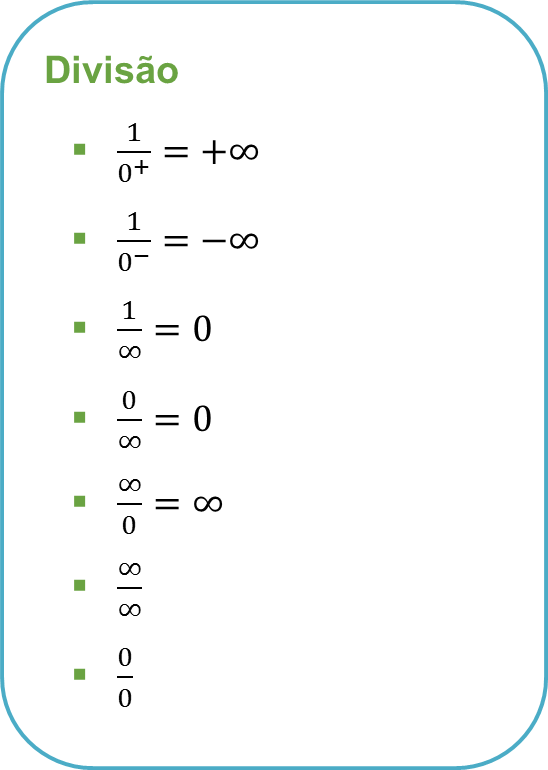 Divisão
▪ 1/0⁺ = +∞
▪ 1/0⁻ = −∞
▪ 1/∞ = 0
▪ 0/∞ = 0
▪ ∞/0 = ∞
▪ ∞/∞
▪ 0/0